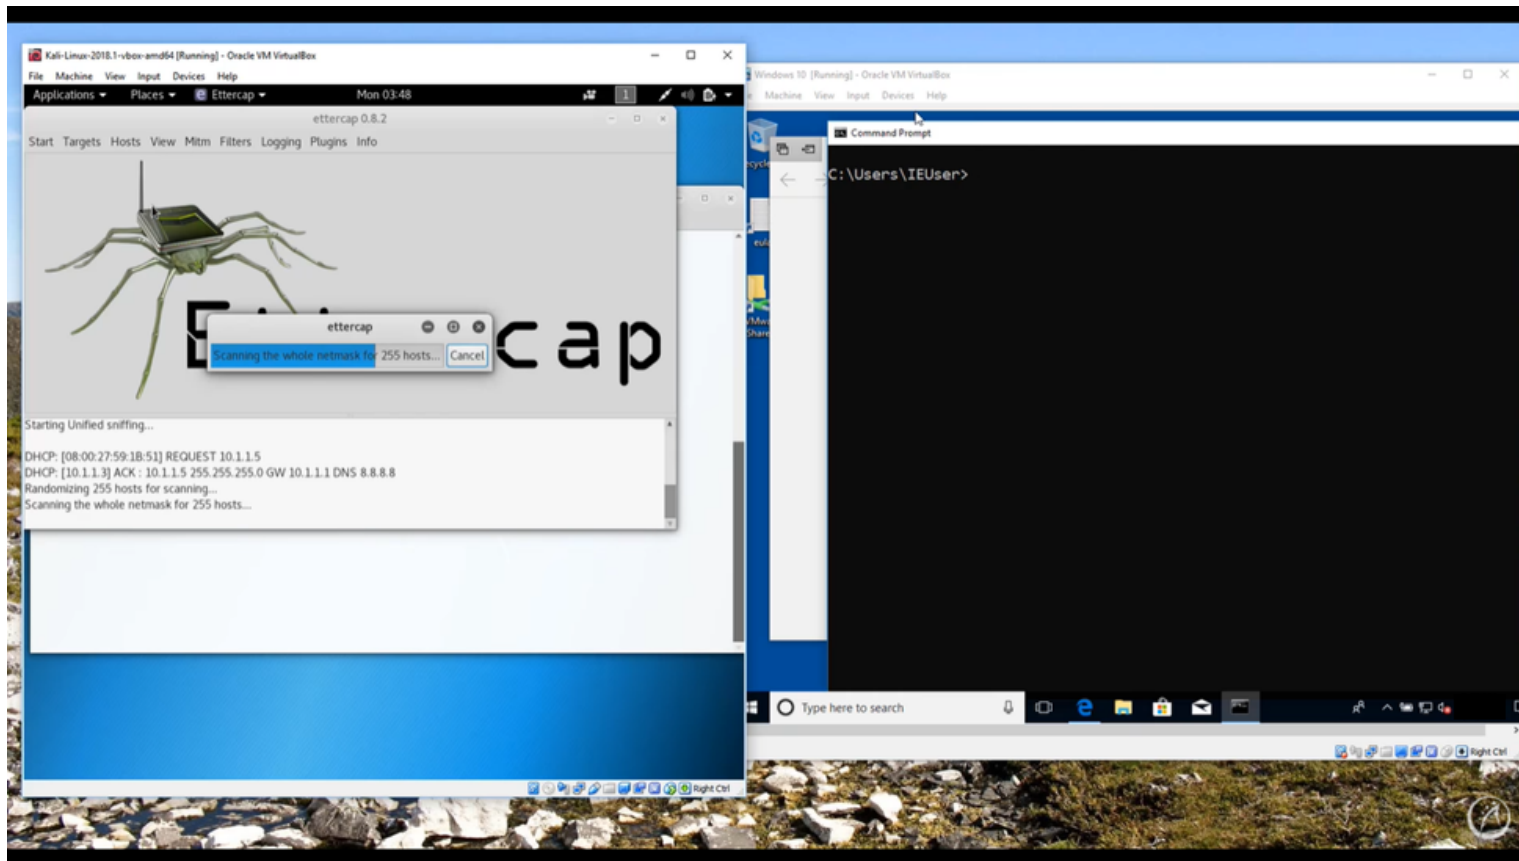 Kali-Linux-2018.1-vbox-amd64 [Running] - Oracle VM VirtualBox
File Machine View Input Devices Help
Applications Places Ettercap Mon 03:48 1
ettercap 0.8.2
Start Targets Hosts View Mitm Filters Logging Plugins Info
cap
ettercap
Scanning the whole netmask for 255 hosts... Cancel
Starting Unified sniffing...
DHCP: [08:00:27:59:1B:51] REQUEST 10.1.1.5
DHCP: [10.1.1.3] ACK : 10.1.1.5 255.255.255.0 GW 10.1.1.1 DNS 8.8.8.8
Randomizing 255 hosts for scanning...
Scanning the whole netmask for 255 hosts...
Right Ctrl
Windows 10 [Running] - Oracle VM VirtualBox
Machine View Input Devices Help
Command Prompt
C:\Users\IEUser>
eula
Share
Type here to search
Right Ctrl